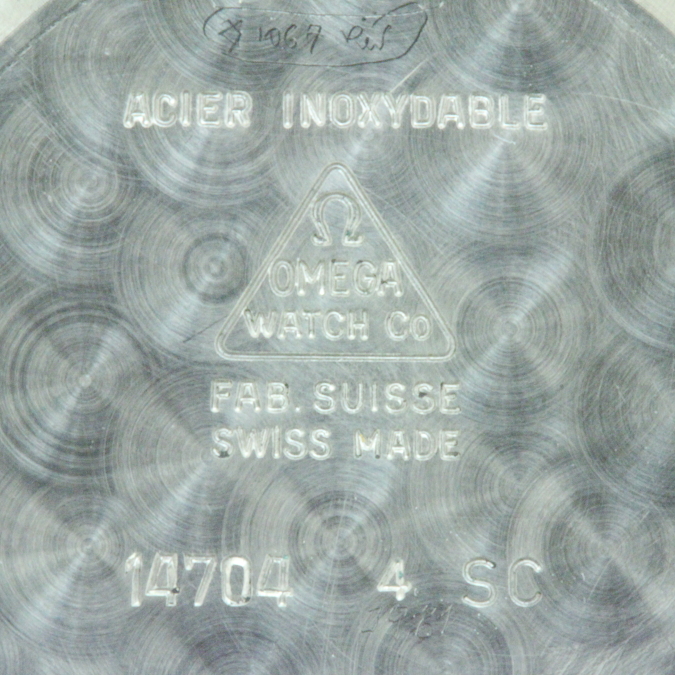 ACIER INOXYDABLE
Ω
OMEGA
WATCH Co
FAB. SUISSE
SWISS MADE
14704 4 SC